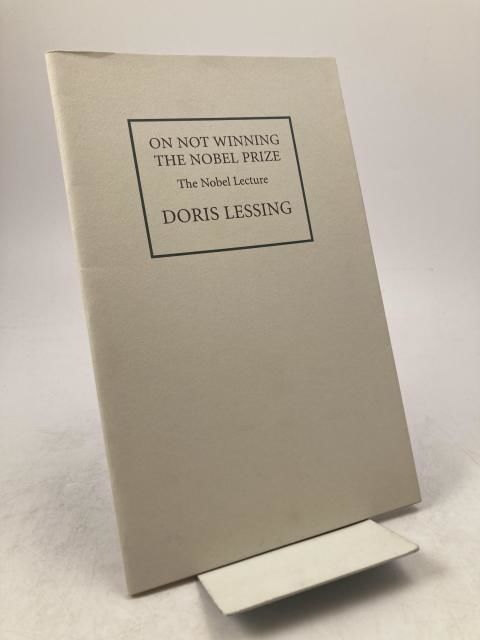 ON NOT WINNING
THE NOBEL PRIZE
The Nobel Lecture
DORIS LESSING